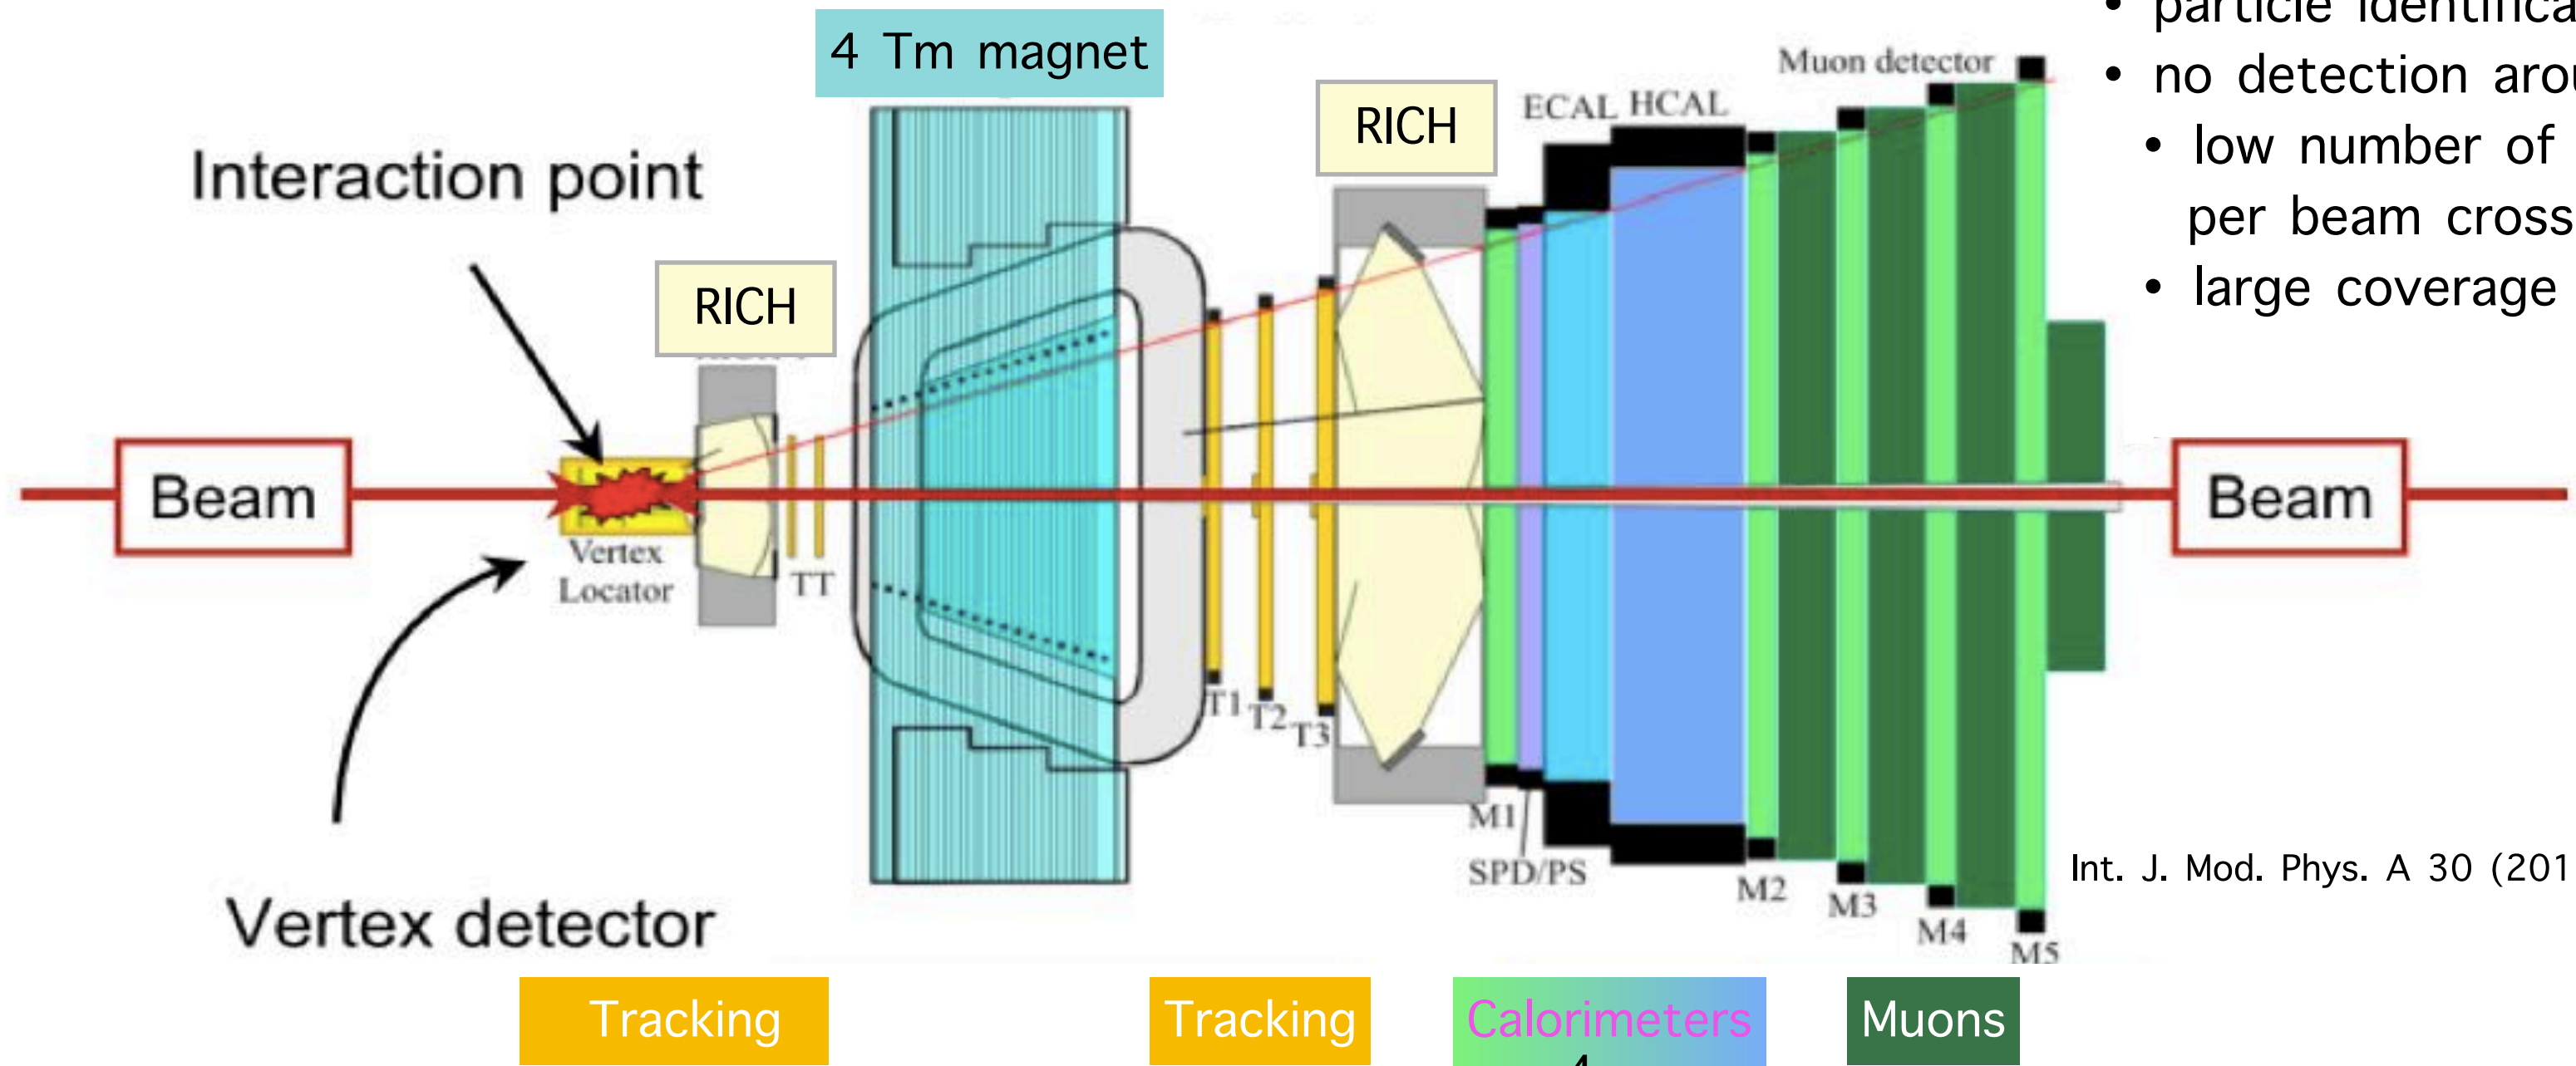 4 Tm magnet
• particle identifica
• no detection arou
• low number of
per beam cross
• large coverage
Muon detector
RICH
ECAL HCAL
Interaction point
RICH
Beam
Beam
Vertex
Locator
TT
T1
T2
T3
M1
SPD/PS
M2
M3
M4
M5
Int. J. Mod. Phys. A 30 (201
Vertex detector
Tracking
Tracking
Calorimeters
Muons